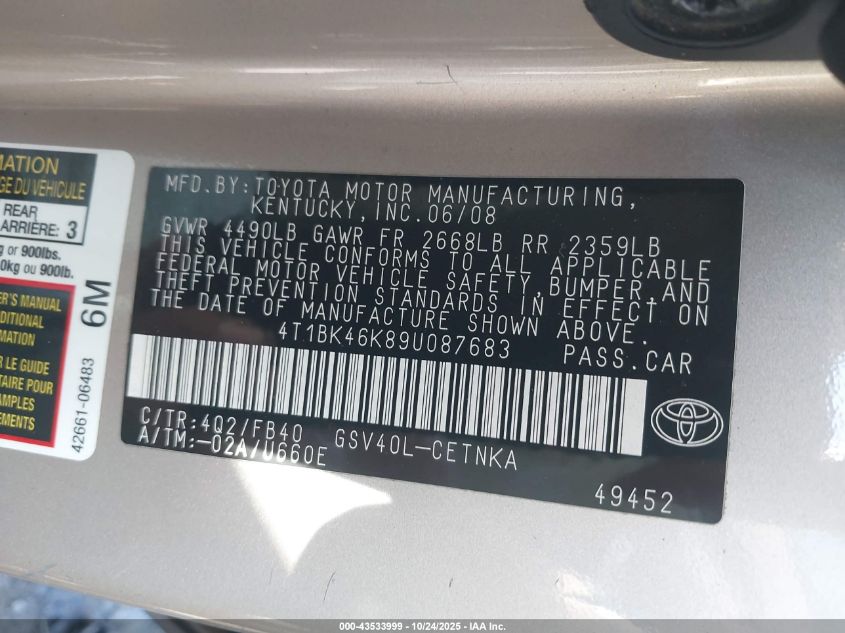 MATION
GE DU VEHICULE
REAR
ARRIÈRE: 3
g or 900lbs.
0kg ou 900lb.
ER'S MANUAL
DDITIONAL
RMATION
R LE GUIDE
TAIRE POUR
AMPLES
6M
42661-06483
MFD.BY:TOYOTA MOTOR MANUFACTURING,
KENTUCKY,INC.06/08
GVWR 4490LB GAWR FR 2668LB RR 2359LB
THIS VEHICLE CONFORMS TO ALL APPLICABLE
FEDERAL MOTOR VEHICLE SAFETY,BUMPER,AND
THEFT PREVENTION STANDARDS IN EFFECT ON
THE DATE OF MANUFACTURE SHOWN ABOVE.
4T1BK46K89U087683 PASS.CAR
C/TR:4Q2/FB40 GSV40L-CETNKA
A/TM:-02A/U660E
49452
000-43533999 | 10/24/2025 - IAA Inc.